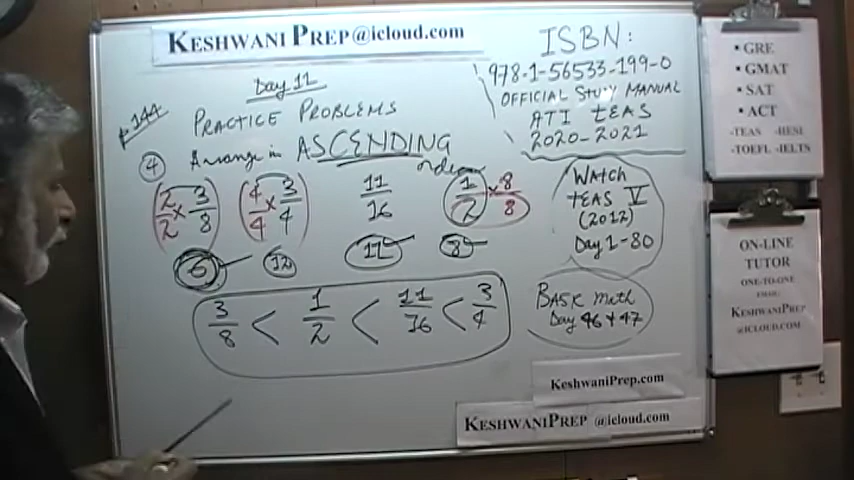 KESHWANI PREP@icloud.com
Day 11
P 144
PRACTICE PROBLEMS
④ Arrange in ASCENDING
order
(2/2 x 3/8) (4/4 x 3/4) 11/16 1/2 x 8/8
6 12 11 8
3/8 < 1/2 < 11/16 < 3/4
ISBN:
978-1-56533-199-0
OFFICIAL STUDY MANUAL
ATI TEAS
2020-2021
WATCH
TEAS V
(2012)
Day 1-80
BASIC Math
Day 46 + 47
KESHWANIPREP.com
KESHWANIPREP @icloud.com
• GRE
• GMAT
• SAT
• ACT
-TEAS -HESI
-TOEFL -IELTS
ON-LINE
TUTOR
ONE-TO-ONE
EMAIL:
KESHWANIPREP
@ICLOUD.COM